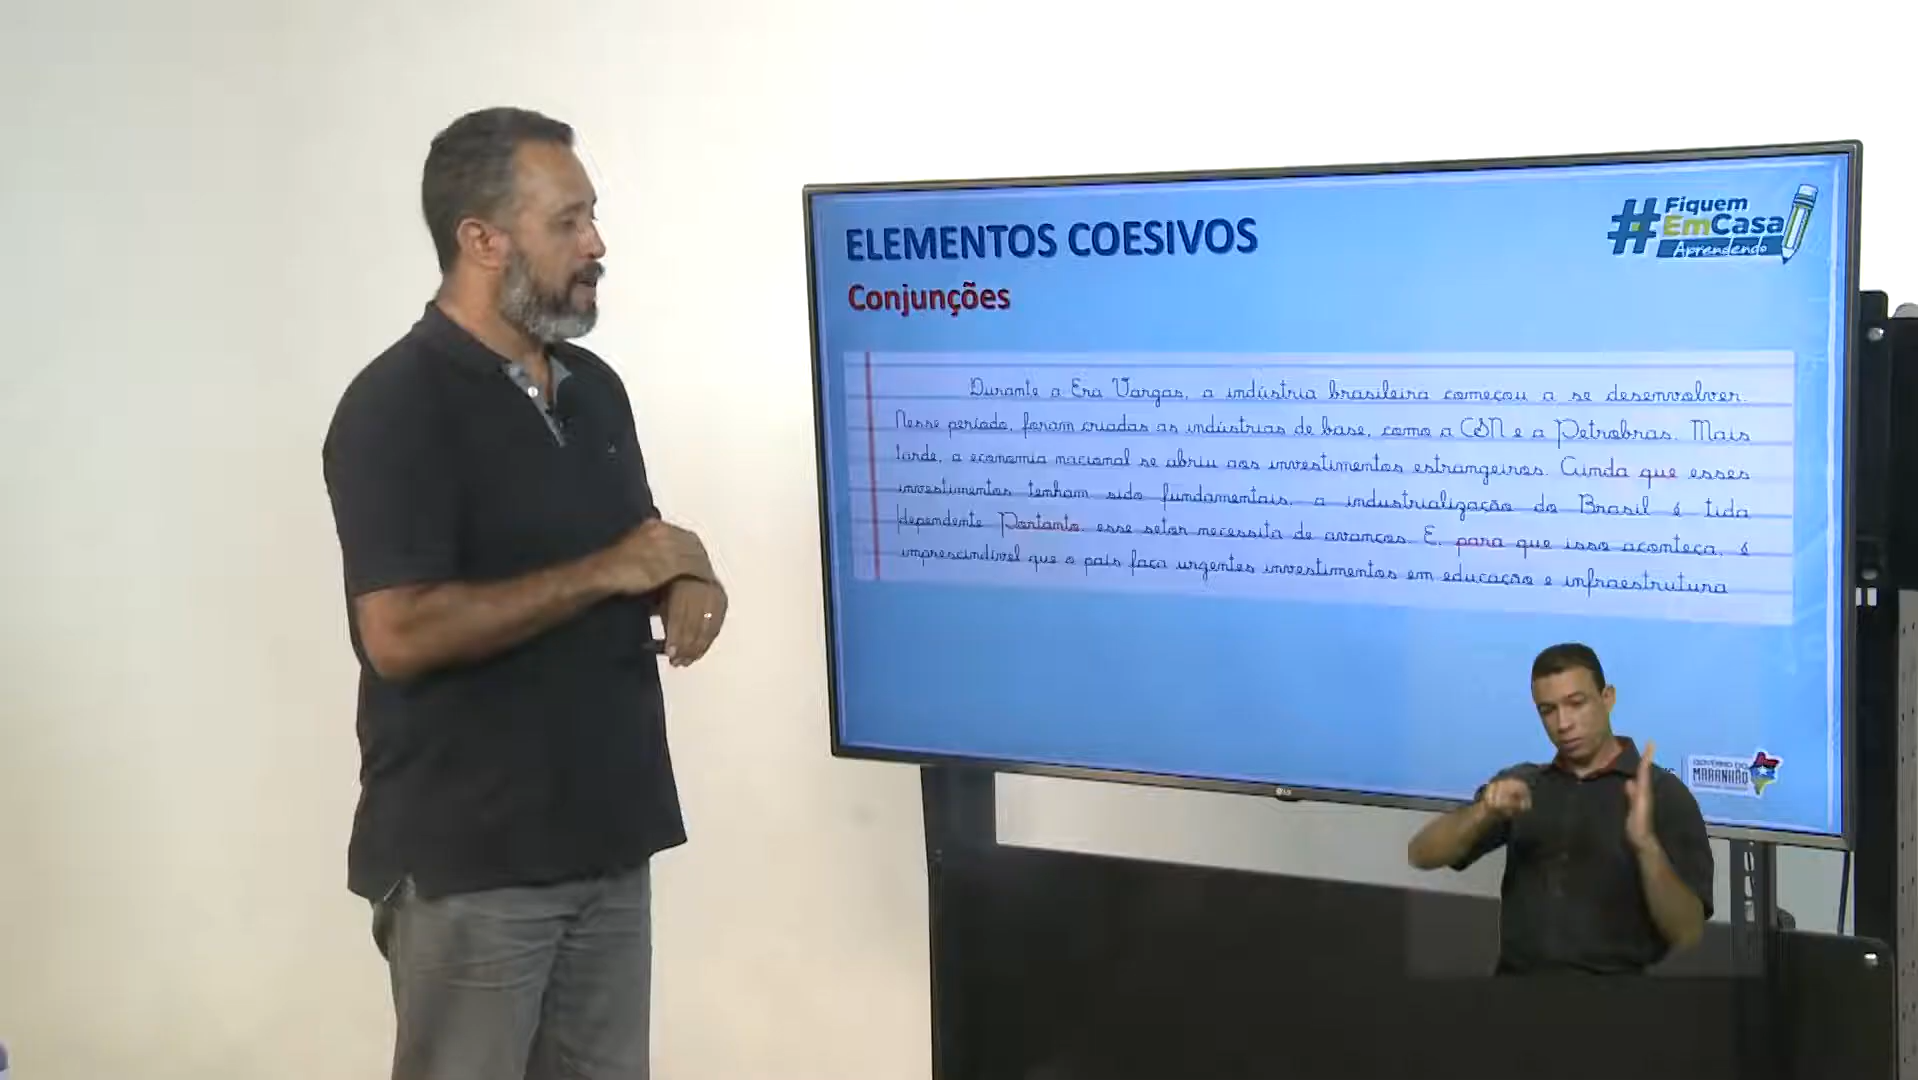 ELEMENTOS COESIVOS
Conjunções
#Fiquem
EmCasa
Aprendendo
Durante a Era Vargas, a indústria brasileira começou a se desenvolver.
Nesse período, foram criadas as indústrias de base, como a CSN e a Petrobras. Mais
tarde, a economia nacional se abriu aos investimentos estrangeiros. Ainda que esses
investimentos tenham sido fundamentais, a industrialização do Brasil é tida
dependente Portanto, esse setor necessita de avanços. E, para que isso aconteça, é
imprescindível que o país faça urgentes investimentos em educação e infraestrutura
GOVERNO DO
MARANHÃO
LG